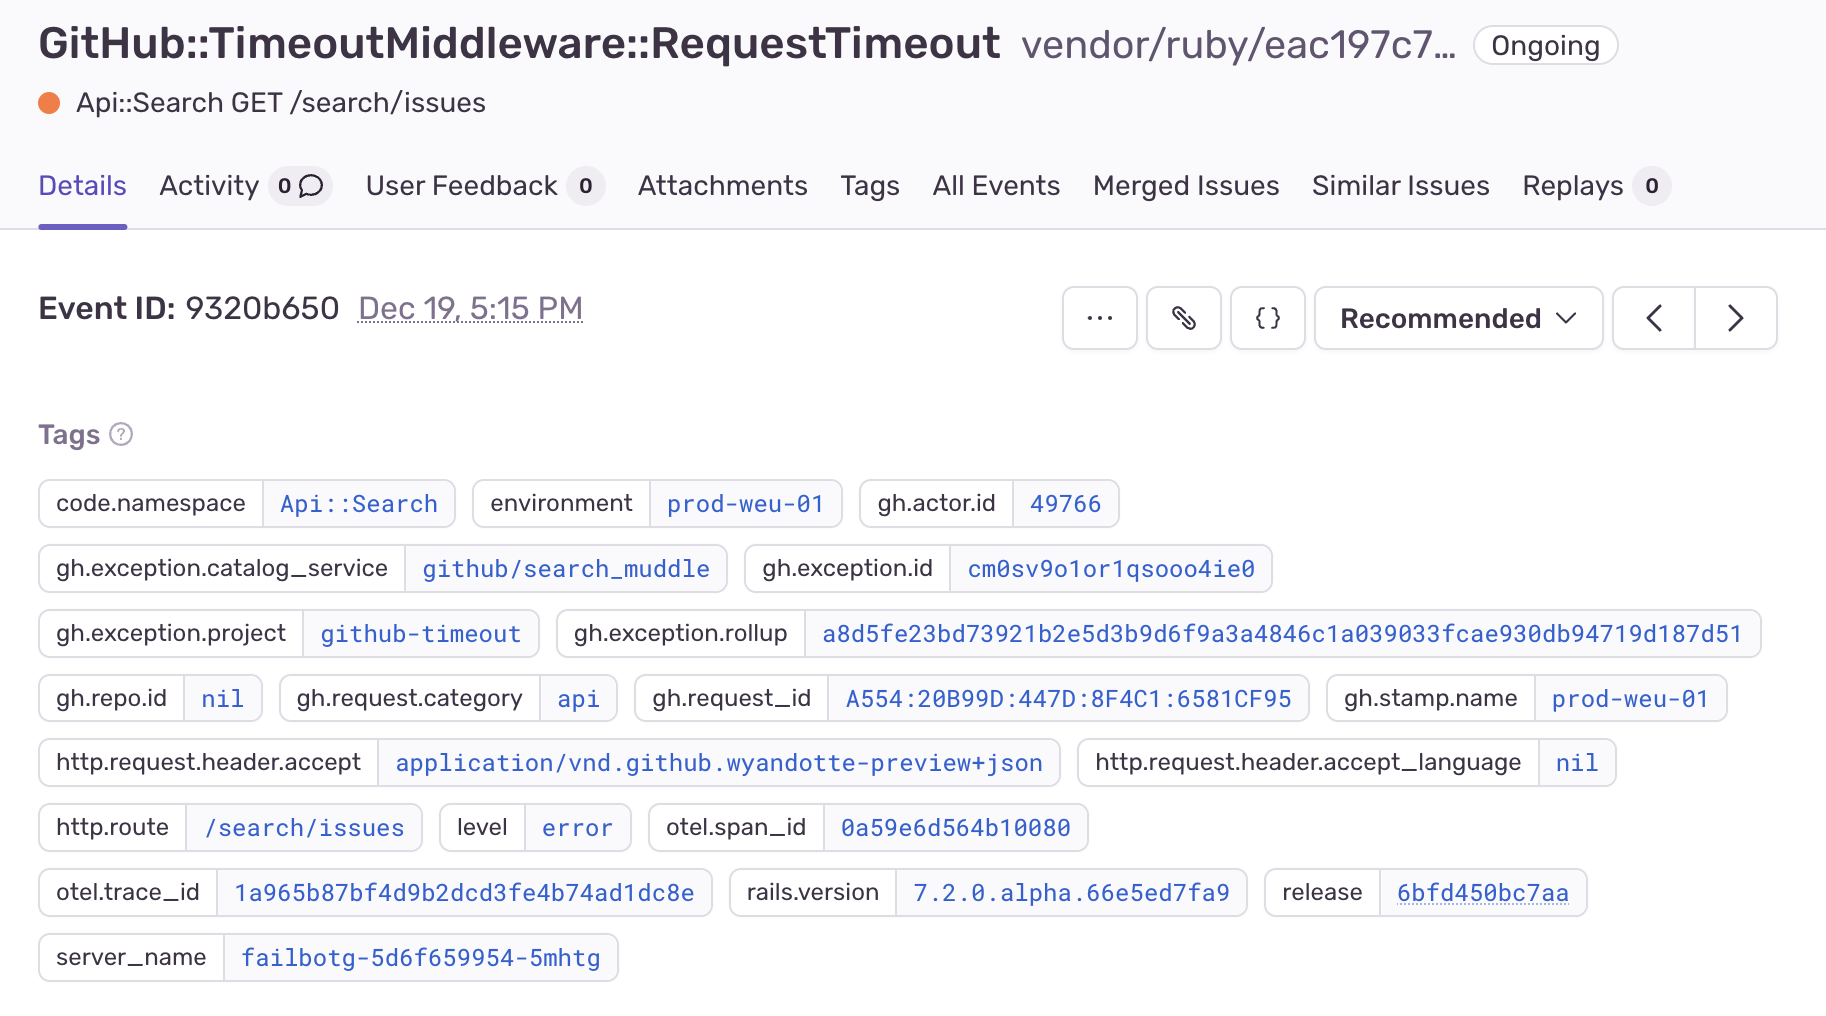 GitHub::TimeoutMiddleware::RequestTimeout vendor/ruby/eac197c7... Ongoing
Api::Search GET /search/issues
Details Activity 0 User Feedback 0 Attachments Tags All Events Merged Issues Similar Issues Replays 0
Event ID: 9320b650 Dec 19, 5:15 PM ... {} Recommended
Tags ?
code.namespace Api::Search environment prod-weu-01 gh.actor.id 49766
gh.exception.catalog_service github/search_muddle gh.exception.id cm0sv9o1or1qsooo4ie0
gh.exception.project github-timeout gh.exception.rollup a8d5fe23bd73921b2e5d3b9d6f9a3a4846c1a039033fcae930db94719d187d51
gh.repo.id nil gh.request.category api gh.request_id A554:20B99D:447D:8F4C1:6581CF95 gh.stamp.name prod-weu-01
http.request.header.accept application/vnd.github.wyandotte-preview+json http.request.header.accept_language nil
http.route /search/issues level error otel.span_id 0a59e6d564b10080
otel.trace_id 1a965b87bf4d9b2dcd3fe4b74ad1dc8e rails.version 7.2.0.alpha.66e5ed7fa9 release 6bfd450bc7aa
server_name failbotg-5d6f659954-5mhtg